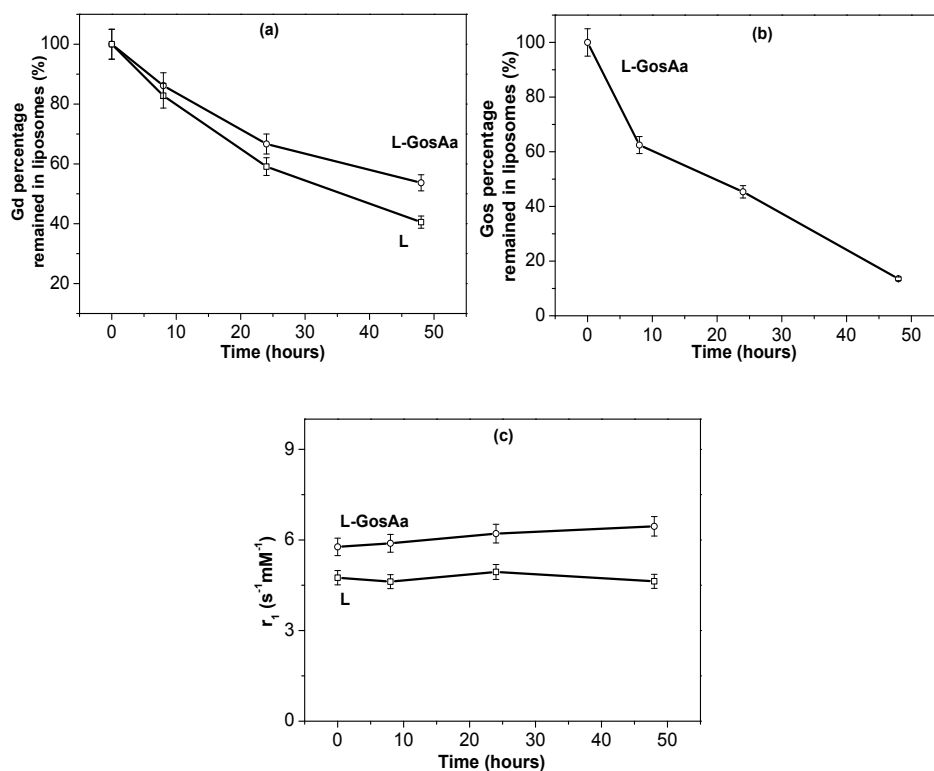 (a)
Gd percentage
remained in liposomes (%)
100
80
60
40
20
L-GosAa
L
0 10 20 30 40 50
Time (hours)
(b)
Gos percentage
remained in liposomes (%)
100
80
60
40
20
0
L-GosAa
0 10 20 30 40 50
Time (hours)
(c)
r₁ (s⁻¹mM⁻¹)
9
6
3
0
L-GosAa
L
0 10 20 30 40 50
Time (hours)